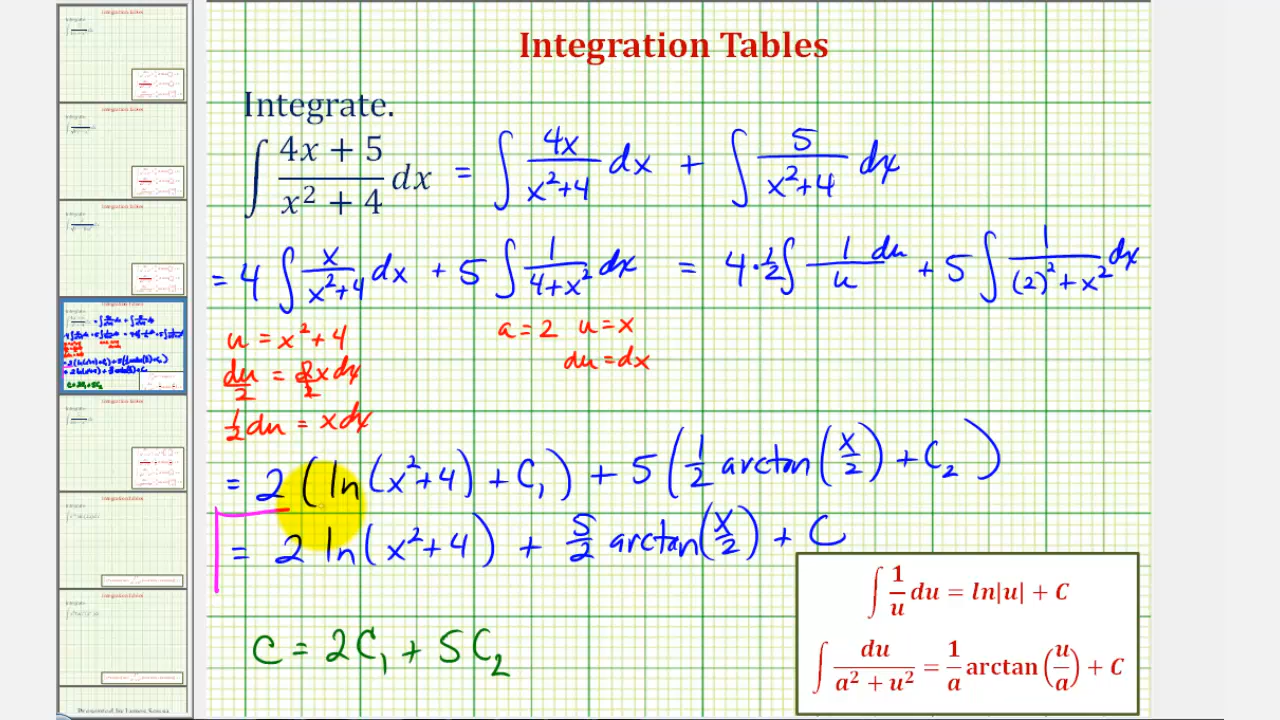 Integration Tables
Integrate.
∫ (4x + 5)/(x² + 4) dx = ∫ 4x/(x²+4) dx + ∫ 5/(x²+4) dx
= 4 ∫ x/(x²+4) dx + 5 ∫ 1/(4+x²) dx = 4·½ ∫ 1/u du + 5 ∫ 1/((2)²+x²) dx
u = x²+4
a=2 u=x
du/2 = 2x/2 dx
du=dx
½du = xdx
= 2 (ln(x²+4) + C₁) + 5 (½ arctan(x/2) + C₂)
= 2 ln(x²+4) + 5/2 arctan(x/2) + C
C = 2C₁ + 5C₂
∫ 1/u du = ln|u| + C
∫ du/(a² + u²) = 1/a arctan (u/a) + C